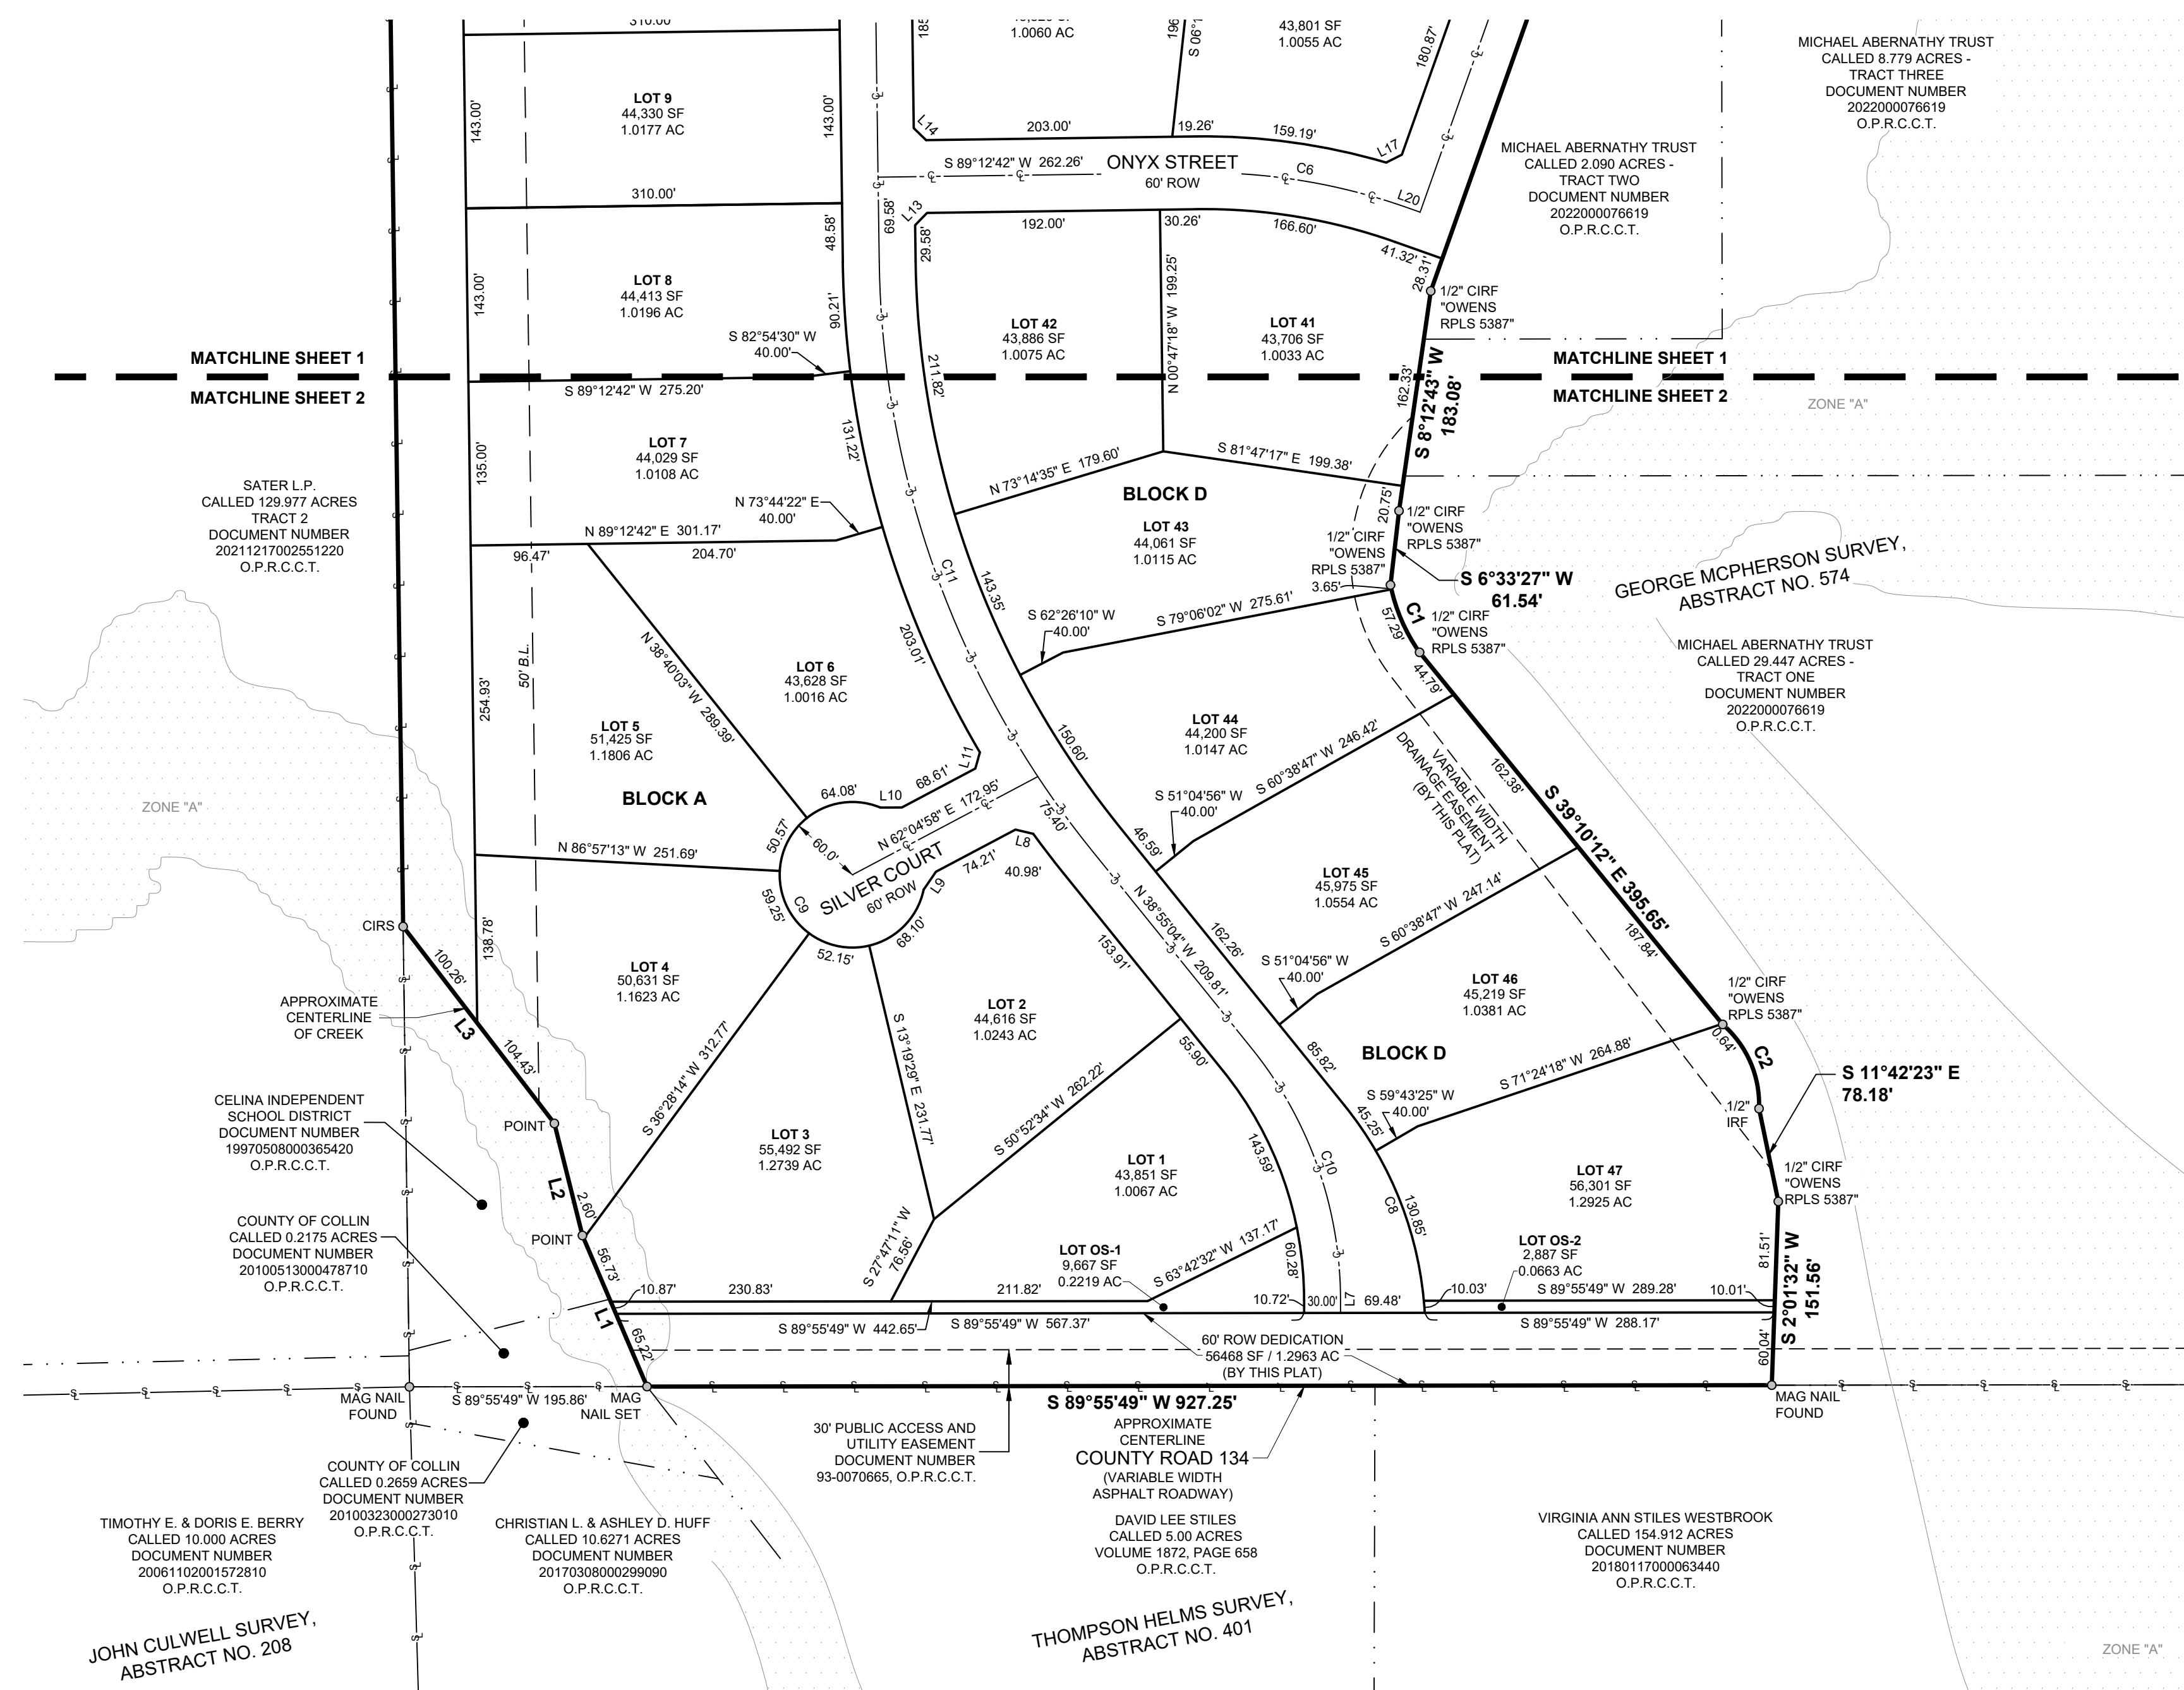 310.00'
185
1.0060 AC
196
S 06°1
43,801 SF
1.0055 AC
180.87'
MICHAEL ABERNATHY TRUST
CALLED 8.779 ACRES -
TRACT THREE
DOCUMENT NUMBER
2022000076619
O.P.R.C.C.T.
LOT 9
44,330 SF
1.0177 AC
143.00'
143.00'
310.00'
L14
203.00'
19.26'
159.19'
L17
S 89°12'42" W 262.26'
ONYX STREET
60' ROW
C6
L20
MICHAEL ABERNATHY TRUST
CALLED 2.090 ACRES -
TRACT TWO
DOCUMENT NUMBER
2022000076619
O.P.R.C.C.T.
69.58'
L13
29.58'
192.00'
30.26'
166.60'
41.32'
28.31'
48.58'
LOT 8
44,413 SF
1.0196 AC
143.00'
90.21'
S 82°54'30" W
40.00'
LOT 42
43,886 SF
1.0075 AC
211.82'
N 00°47'18" W 199.25'
LOT 41
43,706 SF
1.0033 AC
1/2" CIRF
"OWENS
RPLS 5387"
162.33'
S 8°12'43" W
183.08'
MATCHLINE SHEET 1
MATCHLINE SHEET 2
MATCHLINE SHEET 1
MATCHLINE SHEET 2
ZONE "A"
S 89°12'42" W 275.20'
LOT 7
44,029 SF
1.0108 AC
135.00'
131.22'
N 73°44'22" E
40.00'
N 89°12'42" E 301.17'
96.47'
204.70'
SATER L.P.
CALLED 129.977 ACRES
TRACT 2
DOCUMENT NUMBER
20211217002551220
O.P.R.C.C.T.
N 73°14'35" E 179.60'
S 81°47'17" E 199.38'
BLOCK D
LOT 43
44,061 SF
1.0115 AC
20.75'
1/2" CIRF
"OWENS
RPLS 5387"
1/2" CIRF
"OWENS
RPLS 5387"
3.65'
S 6°33'27" W
61.54'
GEORGE MCPHERSON SURVEY,
ABSTRACT NO. 574
C11
143.35'
S 62°26'10" W
40.00'
S 79°06'02" W 275.61'
57.29'
C1
1/2" CIRF
"OWENS
RPLS 5387"
44.79'
MICHAEL ABERNATHY TRUST
CALLED 29.447 ACRES -
TRACT ONE
DOCUMENT NUMBER
2022000076619
O.P.R.C.C.T.
50' B.L.
254.93'
N 38°40'03" W 289.39'
LOT 6
43,628 SF
1.0016 AC
203.01'
LOT 5
51,425 SF
1.1806 AC
BLOCK A
L11
64.08'
L10
68.61'
N 62°04'58" E 172.95'
50.57'
60.0'
SILVER COURT
60' ROW
L8
74.21'
40.98'
L9
75.40'
150.60'
LOT 44
44,200 SF
1.0147 AC
S 60°38'47" W 246.42'
VARIABLE WIDTH
DRAINAGE EASEMENT
(BY THIS PLAT)
162.38'
S 39°10'12" E 395.65'
S 51°04'56" W
40.00'
46.59'
LOT 45
45,975 SF
1.0554 AC
S 60°38'47" W 247.14'
187.84'
ZONE "A"
N 86°57'13" W 251.69'
C9
59.25'
52.15'
68.10'
CIRS
100.26'
138.78'
LOT 4
50,631 SF
1.1623 AC
S 36°28'14" W 312.77'
APPROXIMATE
CENTERLINE
OF CREEK
L3
104.43'
153.91'
N 38°55'04" W 209.81'
162.26'
S 51°04'56" W
40.00'
LOT 46
45,219 SF
1.0381 AC
1/2" CIRF
"OWENS
RPLS 5387"
0.64'
C2
S 11°42'23" E
78.18'
LOT 2
44,616 SF
1.0243 AC
S 13°19'29" E 231.77'
S 50°52'34" W 262.22'
55.90'
85.82'
BLOCK D
S 71°24'18" W 264.88'
S 59°43'25" W
40.00'
45.25'
1/2"
IRF
CELINA INDEPENDENT
SCHOOL DISTRICT
DOCUMENT NUMBER
19970508000365420
O.P.R.C.C.T.
POINT
L2
2.60'
POINT
LOT 3
55,492 SF
1.2739 AC
LOT 1
43,851 SF
1.0067 AC
143.59'
C10
C8
130.85'
LOT 47
56,301 SF
1.2925 AC
1/2" CIRF
"OWENS
RPLS 5387"
COUNTY OF COLLIN
CALLED 0.2175 ACRES
DOCUMENT NUMBER
20100513000478710
O.P.R.C.C.T.
56.73'
S 27°47'11" W
76.56'
LOT OS-1
9,667 SF
0.2219 AC
S 63°42'32" W 137.17'
60.28'
LOT OS-2
2,887 SF
0.0663 AC
81.51'
S 2°01'32" W
151.56'
10.87'
230.83'
211.82'
10.72'
30.00'
L7
69.48'
10.03'
S 89°55'49" W 289.28'
10.01'
L1
65.22'
S 89°55'49" W 442.65'
S 89°55'49" W 567.37'
S 89°55'49" W 288.17'
60' ROW DEDICATION
56468 SF / 1.2963 AC
(BY THIS PLAT)
60.04'
MAG NAIL
FOUND
S 89°55'49" W 195.86'
MAG
NAIL SET
S 89°55'49" W 927.25'
MAG NAIL
FOUND
30' PUBLIC ACCESS AND
UTILITY EASEMENT
DOCUMENT NUMBER
93-0070665, O.P.R.C.C.T.
APPROXIMATE
CENTERLINE
COUNTY ROAD 134
(VARIABLE WIDTH
ASPHALT ROADWAY)
COUNTY OF COLLIN
CALLED 0.2659 ACRES
DOCUMENT NUMBER
20100323000273010
O.P.R.C.C.T.
TIMOTHY E. & DORIS E. BERRY
CALLED 10.000 ACRES
DOCUMENT NUMBER
20061102001572810
O.P.R.C.C.T.
CHRISTIAN L. & ASHLEY D. HUFF
CALLED 10.6271 ACRES
DOCUMENT NUMBER
20170308000299090
O.P.R.C.C.T.
DAVID LEE STILES
CALLED 5.00 ACRES
VOLUME 1872, PAGE 658
O.P.R.C.C.T.
VIRGINIA ANN STILES WESTBROOK
CALLED 154.912 ACRES
DOCUMENT NUMBER
20180117000063440
O.P.R.C.C.T.
JOHN CULWELL SURVEY,
ABSTRACT NO. 208
THOMPSON HELMS SURVEY,
ABSTRACT NO. 401
ZONE "A"